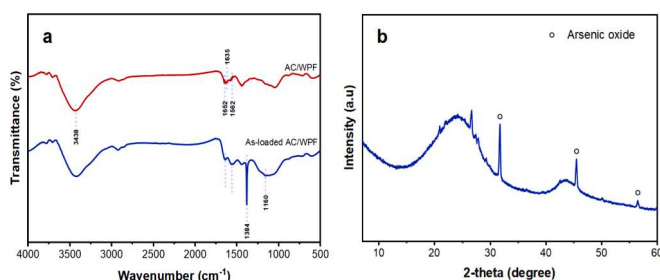 a
Transmittance (%)
AC/WPF
1635
1652
1562
3438
As-loaded AC/WPF
1160
1384
4000 3500 3000 2500 2000 1500 1000 500
Wavenumber (cm⁻¹)
b
Arsenic oxide
Intensity (a.u)
10 20 30 40 50 60
2-theta (degree)